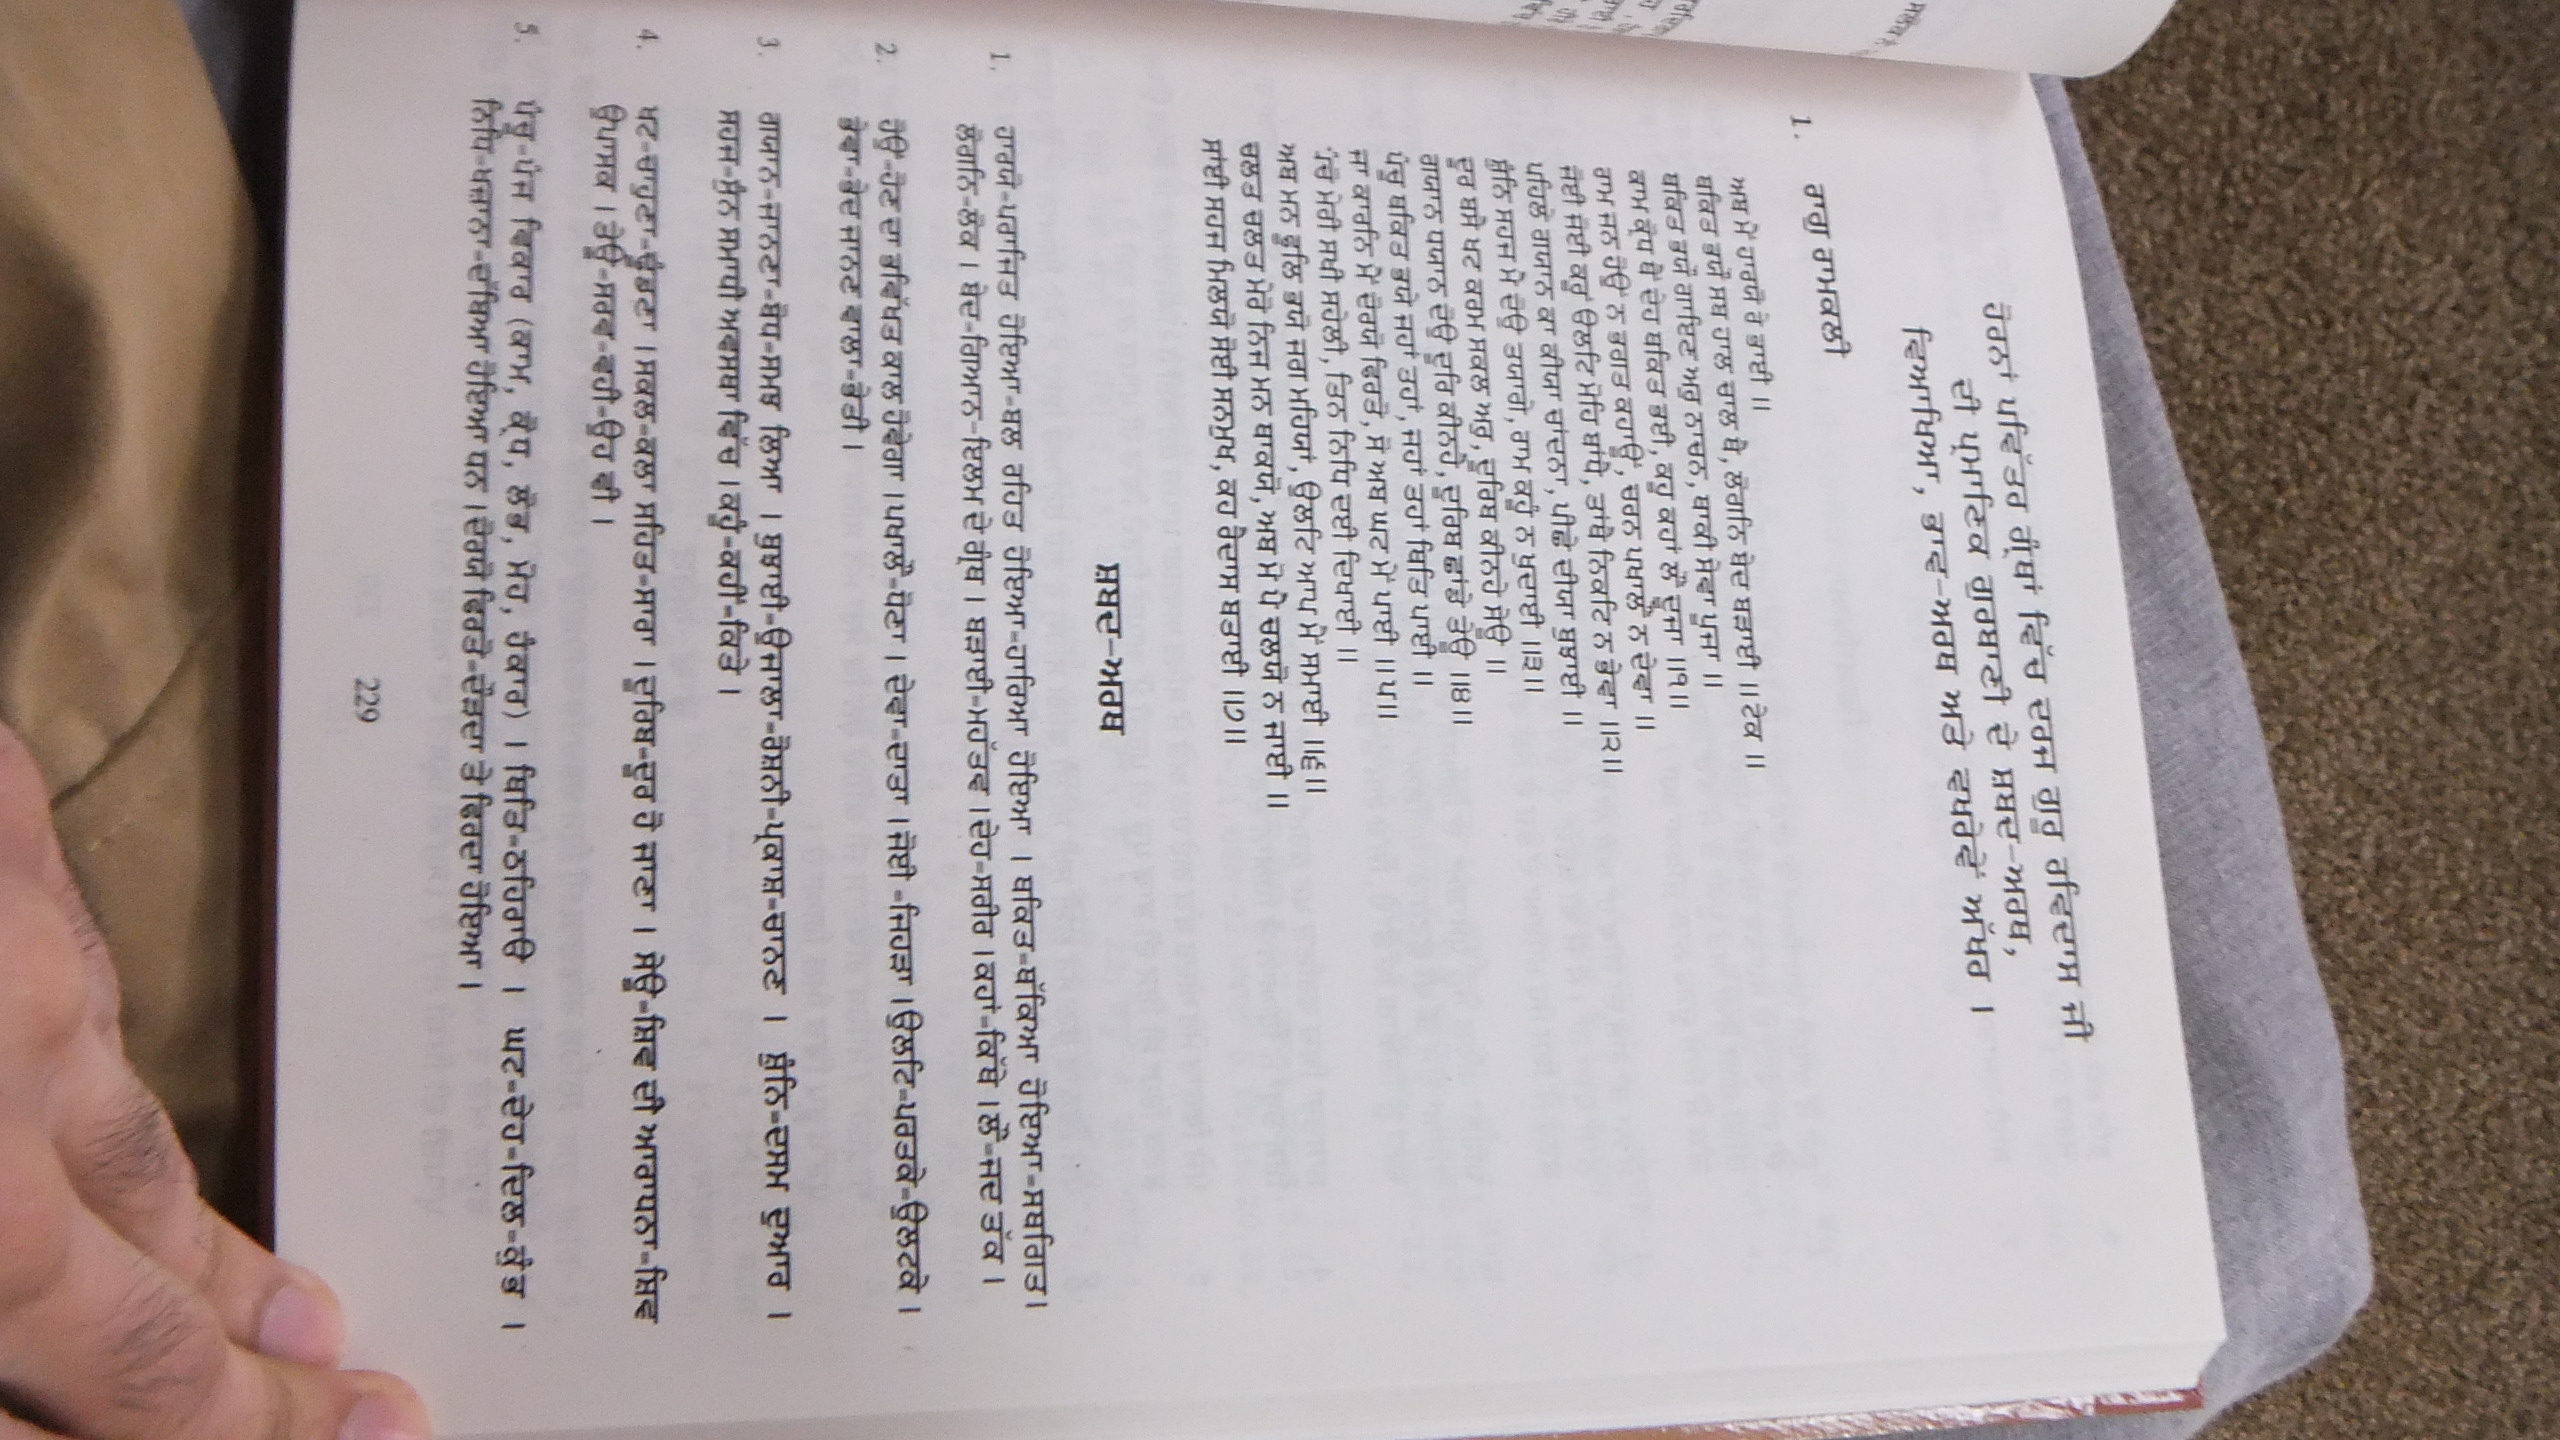 ਹੋਰਨਾਂ ਪਵਿੱਤਰ ਗ੍ਰੰਥਾਂ ਵਿੱਚ ਦਰਜ ਗੁਰੂ ਰਵਿਦਾਸ ਜੀ
ਦੀ ਪ੍ਰਮਾਣਿਕ ਗੁਰਬਾਣੀ ਦੇ ਸ਼ਬਦ-ਅਰਥ,
ਵਿਆਖਿਆ, ਭਾਵ-ਅਰਥ ਅਤੇ ਵਖਰੇਵੇਂ ਅੱਖਰ ।
1. ਰਾਗੁ ਰਾਮਕਲੀ
ਅਬ ਮੈਂ ਹਾਰਯੋ ਰੇ ਭਾਈ ॥
ਥਕਿਤ ਭਯੌ ਸਬ ਹਾਲ ਚਾਲ ਥੈ, ਲੋਗਨਿ ਬੇਦ ਬੜਾਈ ॥ ਟੇਕ ॥
ਥਕਿਤ ਭਯੌ ਗਾਇਣ ਅਰੁ ਨਾਚਨ, ਥਾਕੀ ਸੇਵਾ ਪੂਜਾ ॥
ਕਾਮ ਕ੍ਰੋਧ ਥੈਂ ਦੇਹ ਥਕਿਤ ਭਈ, ਕਹੂ ਕਹਾਂ ਲੌਂ ਦੂਜਾ ॥੧॥
ਰਾਮ ਜਨ ਹੋਉਂ ਨ ਭਗਤ ਕਹਾਊਂ, ਚਰਨ ਪਖਾਲੌਂ ਨ ਦੇਵਾ ॥
ਜੋਈ ਜੋਈ ਕਰੂੰ ਓਲਟਿ ਮੋਹਿ ਬਾਂਧੈ, ਤਾਂਥੈ ਨਿਕਟਿ ਨ ਭੇਵਾ ॥੨॥
ਪਹਿਲੇ ਗਯਾਨ ਕਾ ਕੀਯਾ ਚਾਂਦਨਾ, ਪੀਛੇ ਦੀਯਾ ਬੁਝਾਈ ॥
ਸ਼ੁੰਨਿ ਸਹਜ ਮੈ ਦੋਉ ਤਯਾਗੇ, ਰਾਮ ਕਹੂੰ ਨ ਖੁਦਾਈ ॥੩॥
ਦੂਰ ਬਸੈ ਖਟ ਕਰਮ ਸਕਲ ਅਰੁ, ਦੂਰਿਬ ਕੀਨਹੇ ਸੇਊ ॥
ਗਯਾਨ ਧਯਾਨ ਦੋਉ ਦੂਰਿ ਕੀਨਹੈ, ਦੂਰਿਬ ਛਾਂਡੇ ਤੇਊ ॥੪॥
ਪੰਚੂ ਥਕਿਤ ਭਯੇ ਜਹਾਂ ਤਹਾਂ, ਜਹਾਂ ਤਹਾਂ ਥਿਤਿ ਪਾਈ ॥
ਜਾ ਕਾਰਨਿ ਮੈਂ ਦੋਰਯੋ ਫਿਰਤੋ, ਸੋ ਅਬ ਘਟ ਮੇਂ ਪਾਈ ॥ ੫॥
ਪੰਚੋ ਮੇਰੀ ਸਖੀ ਸਹੇਲੀ, ਤਿਨ ਨਿਧਿ ਦਈ ਦਿਖਾਈ ॥
ਅਬ ਮਨ ਫੂਲਿ ਭਯੋ ਜਗ ਮਹਿਯਾਂ, ਉਲਟਿ ਆਪ ਮੈਂ ਸਮਾਈ ॥੬॥
ਚਲਤ ਚਲਤ ਮੇਰੋ ਨਿਜ ਮਨ ਥਾਕਯੋ, ਅਬ ਮੋ ਪੈ ਚਲਯੋ ਨ ਜਾਈ ॥
ਸਾਂਈ ਸਹਜ ਮਿਲਯੋ ਸੋਈ ਸਨਮੁਖ, ਕਹ ਰੈਦਾਸ ਬਤਾਈ ॥੭॥
ਸ਼ਬਦ-ਅਰਥ
1. ਹਾਰਯੋ-ਪਰਾਜਿਤ ਹੋਇਆ-ਬਲ ਰਹਿਤ ਹੋਇਆ-ਹਾਰਿਆ ਹੋਇਆ । ਥਕਿਤ-ਥੱਕਿਆ ਹੋਇਆ-ਸਥਗਿਤ।
ਲੋਗਨਿ-ਲੋਕ । ਬੇਦ-ਗਿਆਨ-ਇਲਮ ਦੇ ਗ੍ਰੰਥ । ਬੜਾਈ-ਮਹੱਤਵ ।ਦੇਹ-ਸਰੀਰ ।ਕਹਾਂ-ਕਿੱਥੇ ।ਲੌਂ-ਜਦ ਤੱਕ ।
2. ਹੋਉਂ-ਹੋਣ ਦਾ ਭਵਿੱਖਤ ਕਾਲ ਹੋਵੇਗਾ ।ਪਖਾਲੌਂ-ਧੋਣਾ । ਦੇਵਾ-ਦਾਤਾ ।ਜੋਈ -ਜਿਹੜਾ ।ਉਲਟਿ-ਪਰਤਕੇ-ਉਲਟਕੇ ।
ਭੇਵਾ-ਭੇਦ ਜਾਨਣ ਵਾਲਾ-ਭੇਤੀ ।
3. ਗਯਾਨ-ਜਾਨਣਾ-ਬੋਧ-ਸਮਝ ਲਿਆ । ਬੁਝਾਈ-ਉਜਾਲਾ-ਰੋਸ਼ਨੀ-ਪ੍ਰਕਾਸ਼-ਚਾਨਣ । ਸ਼ੁੰਨਿ-ਦਸਮ ਦੁਆਰ ।
ਸਹਜ-ਸੁੰਨ ਸਮਾਧੀ ਅਵਸਥਾ ਵਿੱਚ ।ਕਹੂੰ-ਕਹੀਂ-ਕਿਤੇ ।
4. ਖਟ-ਚਾਹੁਣਾ-ਢੂੰਡਣਾ ।ਸਕਲ-ਕਲਾ ਸਹਿਤ-ਸਾਰਾ ।ਦੂਰਿਬ-ਦੂਰ ਹੋ ਜਾਣਾ । ਸੇਊ-ਸ਼ਿਵ ਦੀ ਆਰਾਧਨਾ-ਸ਼ਿਵ
ਉਪਾਸਕ ।ਤੇਊ-ਸਰਵ-ਵਹੀ-ਉਹ ਵੀ ।
5. ਪੰਚੂ-ਪੰਜ ਵਿਕਾਰ (ਕਾਮ, ਕ੍ਰੋਧ, ਲੋਭ, ਮੋਹ, ਹੰਕਾਰ) । ਥਿਤਿ-ਠਹਿਰਾਓ । ਘਟ-ਦੇਹ-ਦਿਲ-ਕੁੰਭ ।
ਨਿਧਿ-ਖਜ਼ਾਨਾ-ਦੱਬਿਆ ਹੋਇਆ ਧਨ ।ਦੋਰਯੋ ਫਿਰਤੋ-ਦੌੜਦਾ ਤੇ ਫਿਰਦਾ ਹੋਇਆ ।
229